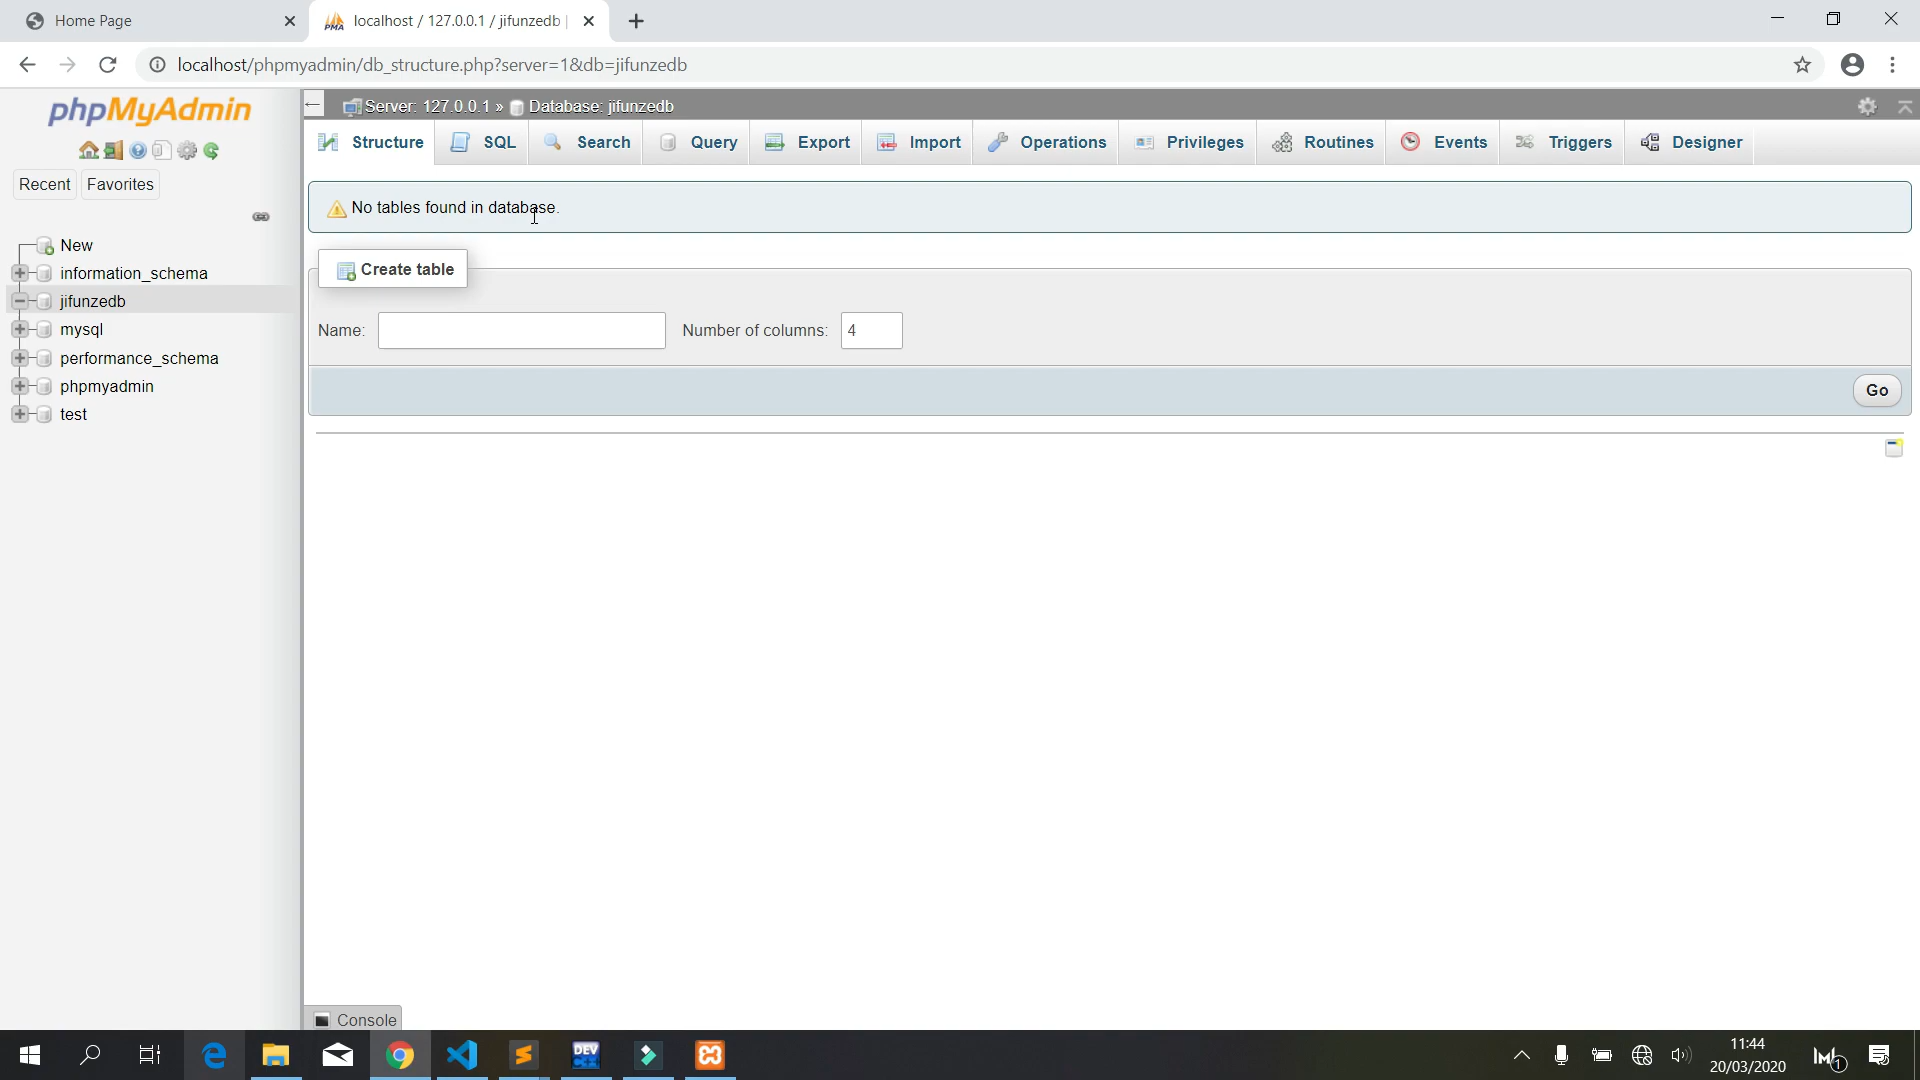 Home Page
localhost / 127.0.0.1 / jifunzedb |
localhost/phpmyadmin/db_structure.php?server=1&db=jifunzedb
phpMyAdmin
Recent
Favorites
New
information_schema
jifunzedb
mysql
performance_schema
phpmyadmin
test
Server: 127.0.0.1 » Database: jifunzedb
Structure SQL Search Query Export Import Operations Privileges Routines Events Triggers Designer
No tables found in database.
Create table
Name: Number of columns: 4
Go
Console
DEV C++
11:44
20/03/2020
1